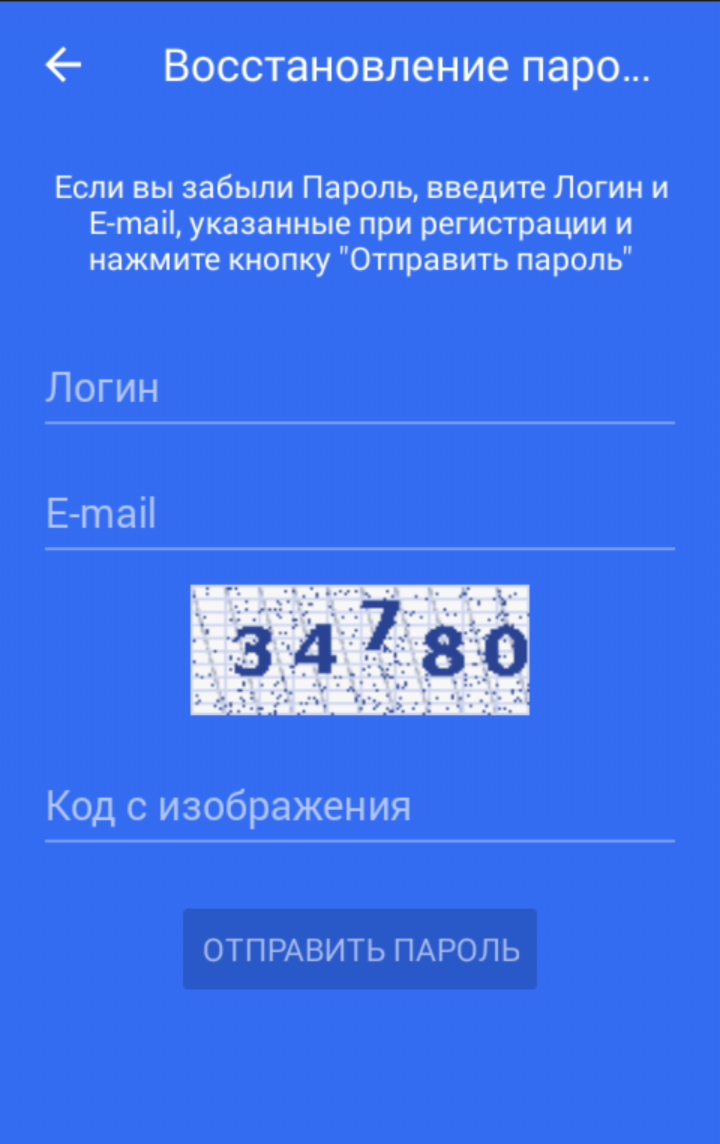 Восстановление паро...
Если вы забыли Пароль, введите Логин и
E-mail, указанные при регистрации и
нажмите кнопку "Отправить пароль"
Логин
E-mail
34780
Код с изображения
ОТПРАВИТЬ ПАРОЛЬ